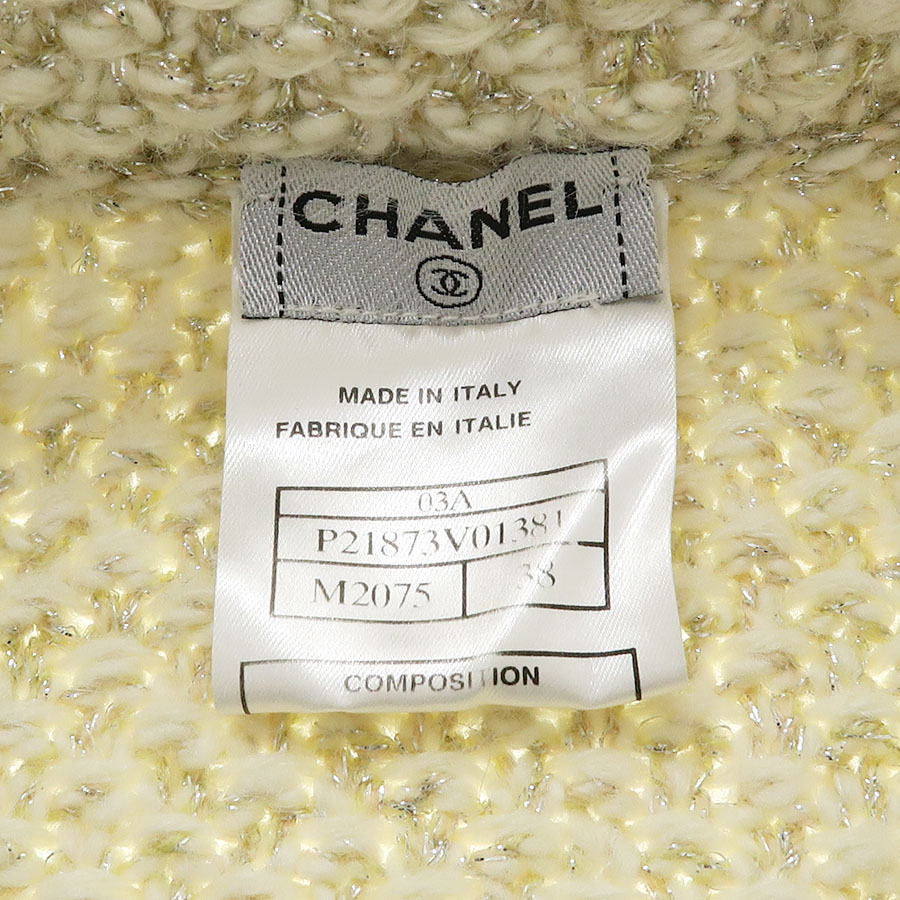 CHANEL
MADE IN ITALY
FABRIQUE EN ITALIE
03A
P21873V01381
M2075 38
COMPOSITION